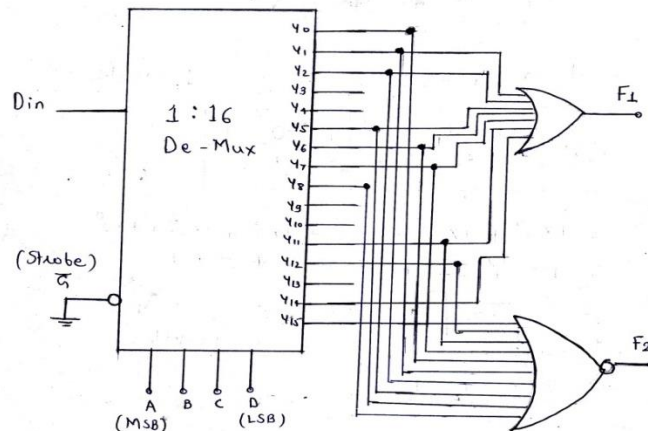 Din
1 : 16
De-Mux
(Strobe)
G
Y0
Y1
Y2
Y3
Y4
Y5
Y6
Y7
Y8
Y9
Y10
Y11
Y12
Y13
Y14
Y15
F1
F2
A B C D
(MSB) (LSB)